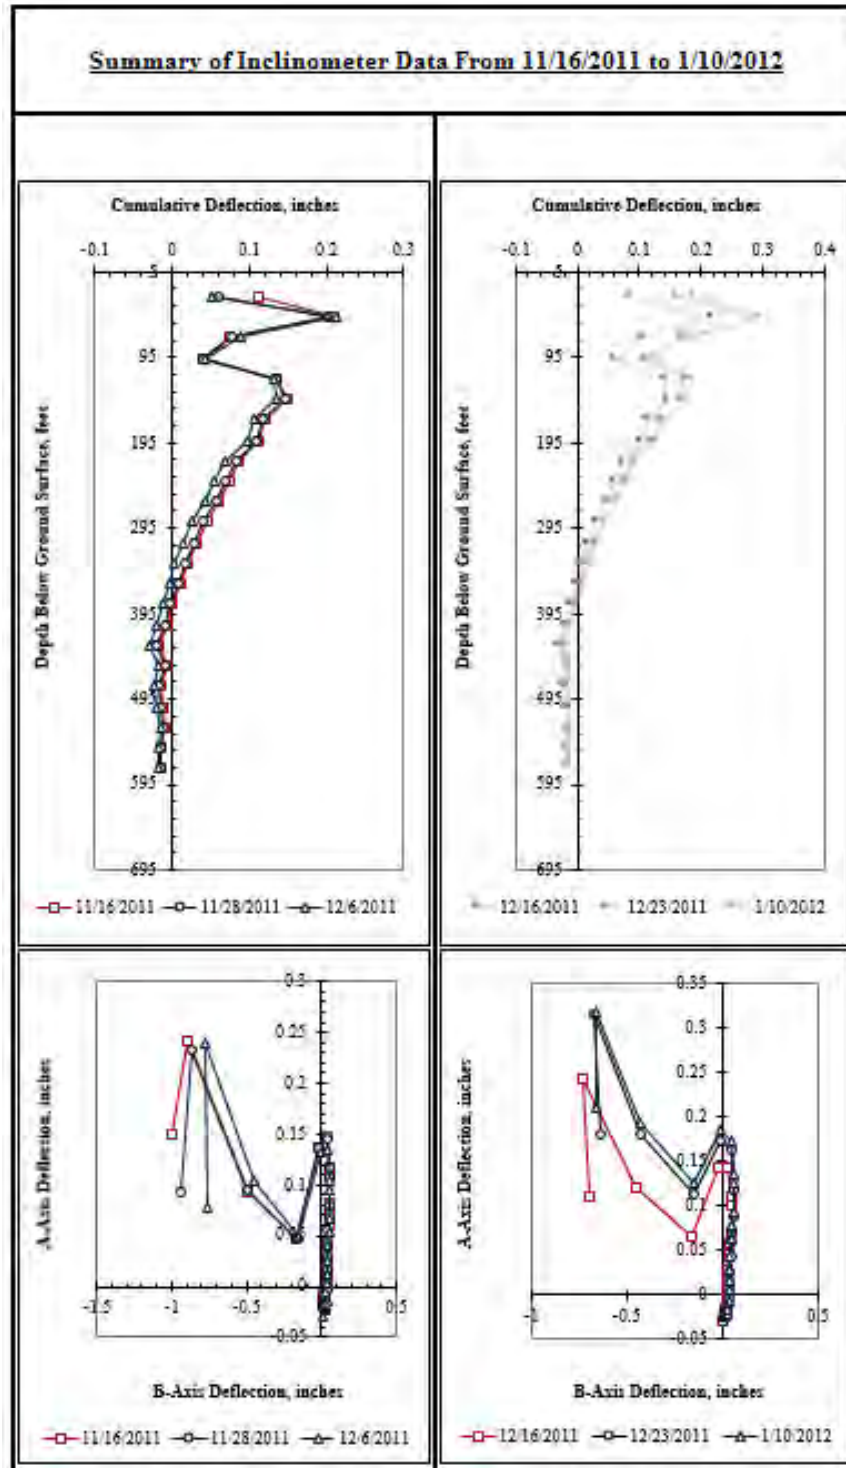 Summary of Inclinometer Data From 11/16/2011 to 1/10/2012
Cumulative Deflection, inches
-0.1 0 0.1 0.2 0.3
5
95
195
295
395
495
595
695
Depth Below Ground Surface, feet
11/16/2011 11/28/2011 12/6/2011
Cumulative Deflection, inches
-0.1 0 0.1 0.2 0.3 0.4
5
95
195
295
395
495
595
695
Depth Below Ground Surface, feet
12/16/2011 12/23/2011 1/10/2012
0.3
0.25
0.2
0.15
0.1
0.05
0
-0.05
-1.5 -1 -0.5 0.5
A-Axis Deflection, inches
B-Axis Deflection, inches
11/16/2011 11/28/2011 12/6/2011
0.35
0.3
0.25
0.2
0.15
0.1
0.05
0
-0.05
-1 -0.5 0.5
A-Axis Deflection, inches
B-Axis Deflection, inches
12/16/2011 12/23/2011 1/10/2012